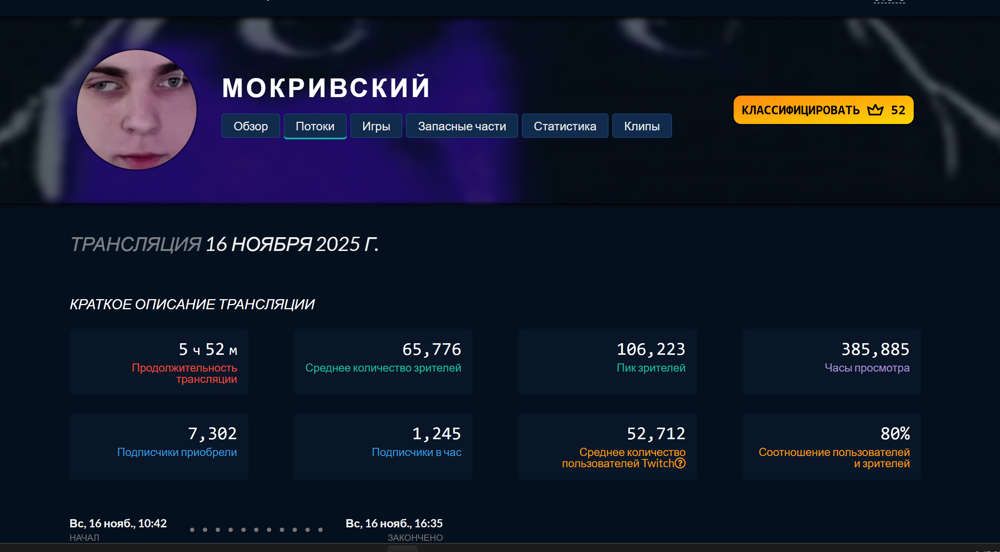 МОКРИВСКИЙ
Обзор Потоки Игры Запасные части Статистика Клипы
КЛАССИФИЦИРОВАТЬ 52
ТРАНСЛЯЦИЯ 16 НОЯБРЯ 2025 Г.
КРАТКОЕ ОПИСАНИЕ ТРАНСЛЯЦИИ
5 ч 52 м
Продолжительность
трансляции
65,776
Среднее количество зрителей
106,223
Пик зрителей
385,885
Часы просмотра
7,302
Подписчики приобрели
1,245
Подписчики в час
52,712
Среднее количество
пользователей Twitch
80%
Соотношение пользователей
и зрителей
Вс, 16 нояб., 10:42
НАЧАЛ
Вс, 16 нояб., 16:35
ЗАКОНЧЕНО